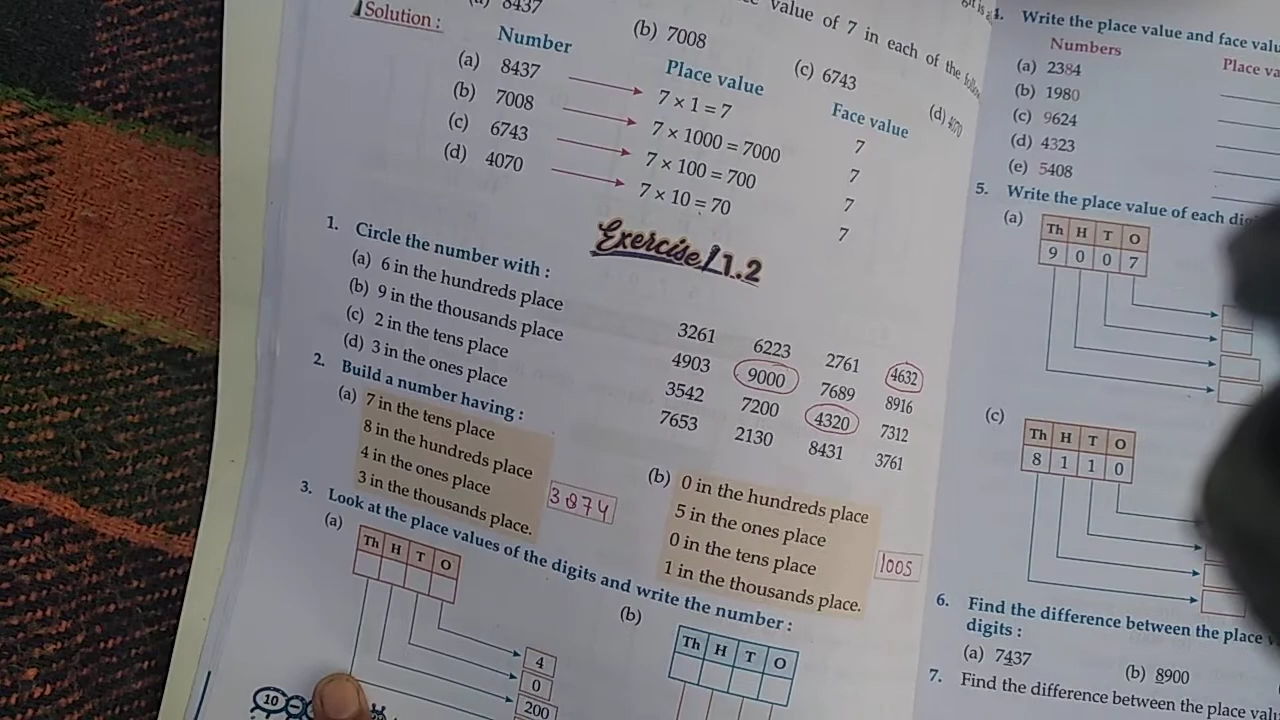 (a) 8437
value of 7 in each of the
(b) 7008
(c) 6743
(d) 4070
Solution :
Number
Place value
Face value
(a) 8437
7 × 1 = 7
7
(b) 7008
7 × 1000 = 7000
7
(c) 6743
7 × 100 = 700
7
(d) 4070
7 × 10 = 70
7
Exercise 1.2
1. Circle the number with :
(a) 6 in the hundreds place
3261 6223 2761 4632
(b) 9 in the thousands place
4903 9000 7689 8916
(c) 2 in the tens place
3542 7200 4320 7312
(d) 3 in the ones place
7653 2130 8431 3761
2. Build a number having :
(a) 7 in the tens place
8 in the hundreds place
4 in the ones place
3 in the thousands place.
3874
(b) 0 in the hundreds place
5 in the ones place
0 in the tens place
1 in the thousands place.
1005
3. Look at the place values of the digits and write the number :
(a)
Th H T O
4
0
200
(b)
Th H T O
10
4. Write the place value and face
Numbers
Place
(a) 2384
(b) 1980
(c) 9624
(d) 4323
(e) 5408
5. Write the place value of each
(a)
Th H T O
9 0 0 7
(c)
Th H T O
8 1 1 0
6. Find the difference between the place
digits :
(a) 7437
(b) 8900
7. Find the difference between the place